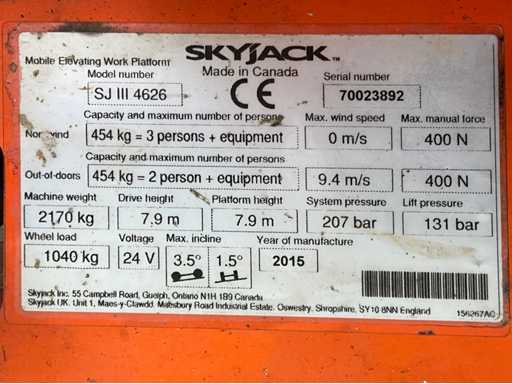 SKYJACK™
Mobile Elevating Work Platform
Made in Canada
Model number
SJ III 4626
CE
Serial number
70023892
Capacity and maximum number of persons
Max. wind speed
Max. manual force
454 kg = 3 persons + equipment
0 m/s
400 N
Capacity and maximum number of persons
Out-of-doors
454 kg = 2 person + equipment
9.4 m/s
400 N
Machine weight
Drive height
Platform height
System pressure
Lift pressure
2170 kg
7.9 m
7.9 m
207 bar
131 bar
Wheel load
Voltage
Max. incline
Year of manufacture
1040 kg
24 V
3.5°
1.5°
2015
Skyjack Inc. 55 Campbell Road, Guelph, Ontario N1H 1B9 Canada
Skyjack UK. Unit 1, Maes-y-Clawdd. Maesbury Road Industrial Estate. Oswestry. Shropshire. SY10 8NN England
156267AC